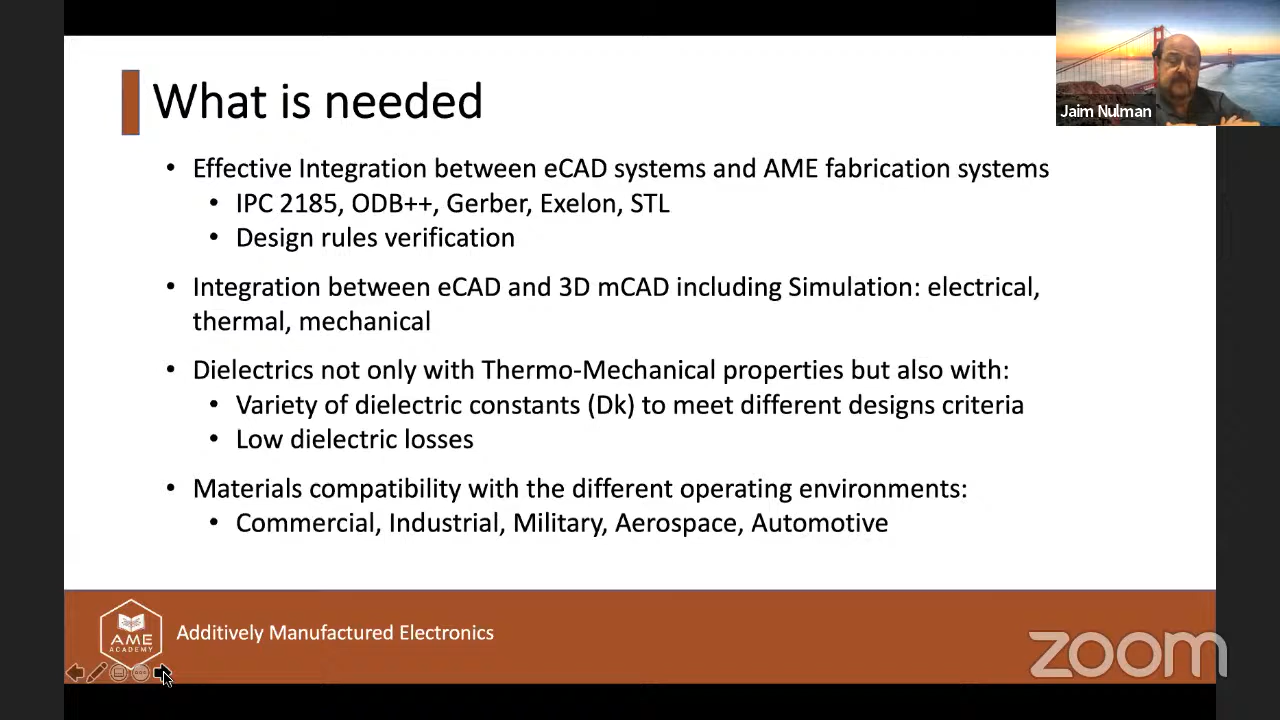 What is needed
Jaim Nulman
• Effective Integration between eCAD systems and AME fabrication systems
• IPC 2185, ODB++, Gerber, Exelon, STL
• Design rules verification
• Integration between eCAD and 3D mCAD including Simulation: electrical,
thermal, mechanical
• Dielectrics not only with Thermo-Mechanical properties but also with:
• Variety of dielectric constants (Dk) to meet different designs criteria
• Low dielectric losses
• Materials compatibility with the different operating environments:
• Commercial, Industrial, Military, Aerospace, Automotive
AME
ACADEMY
Additively Manufactured Electronics
zoom